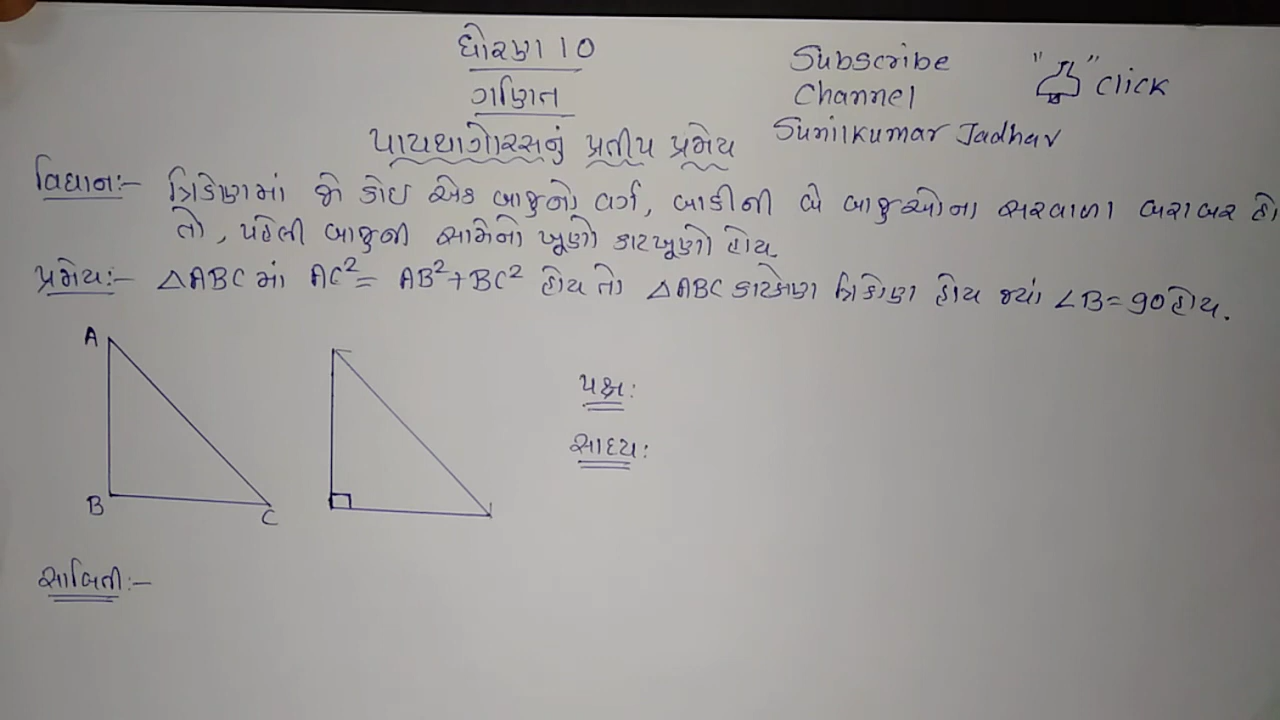 ધોરણ 10
ગણિત
પાયથાગોરસનું પ્રતીપ પ્રમેય
Subscribe
Channel
Sunilkumar Jadhav
"🔔" click
વિધાન:- ત્રિકોણમાં જો કોઇ એક બાજુનો વર્ગ, બાકીની બે બાજુઓના સરવાળા બરાબર હો
તો, પહેલી બાજુની સામેનો ખૂણો કાટખૂણો હોય.
પ્રમેય:- △ABC માં AC² = AB² + BC² હોય તો △ABC કાટકોણ ત્રિકોણ હોય જ્યાં ∠B = 90 હોય.
A
B
C
પક્ષ:
સાધ્ય:
સાબિતી:-